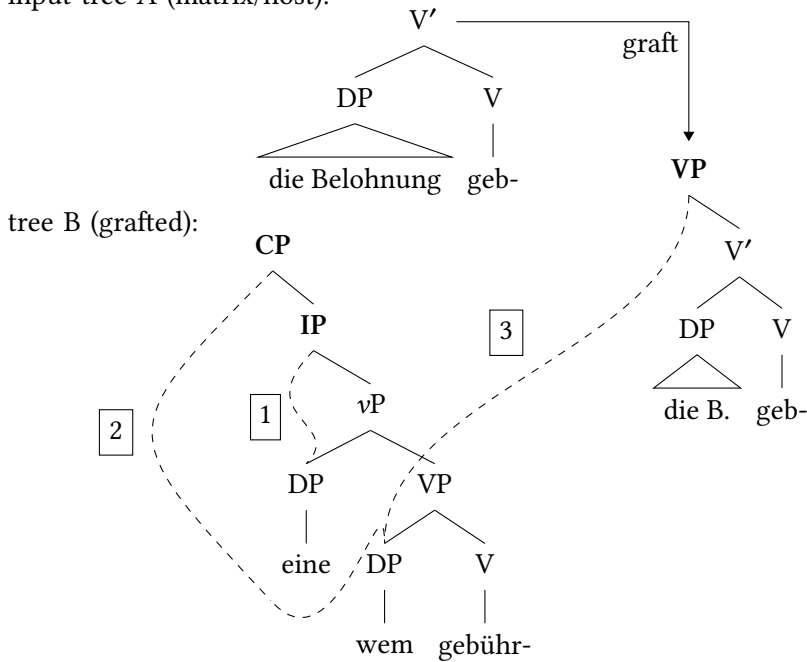 input tree A (matrix/host):
V′
graft
DP V
die Belohnung geb-
VP
tree B (grafted):
CP
V′
IP
3
DP V
vP
1
2
die B. geb-
DP VP
eine DP V
wem gebühr-